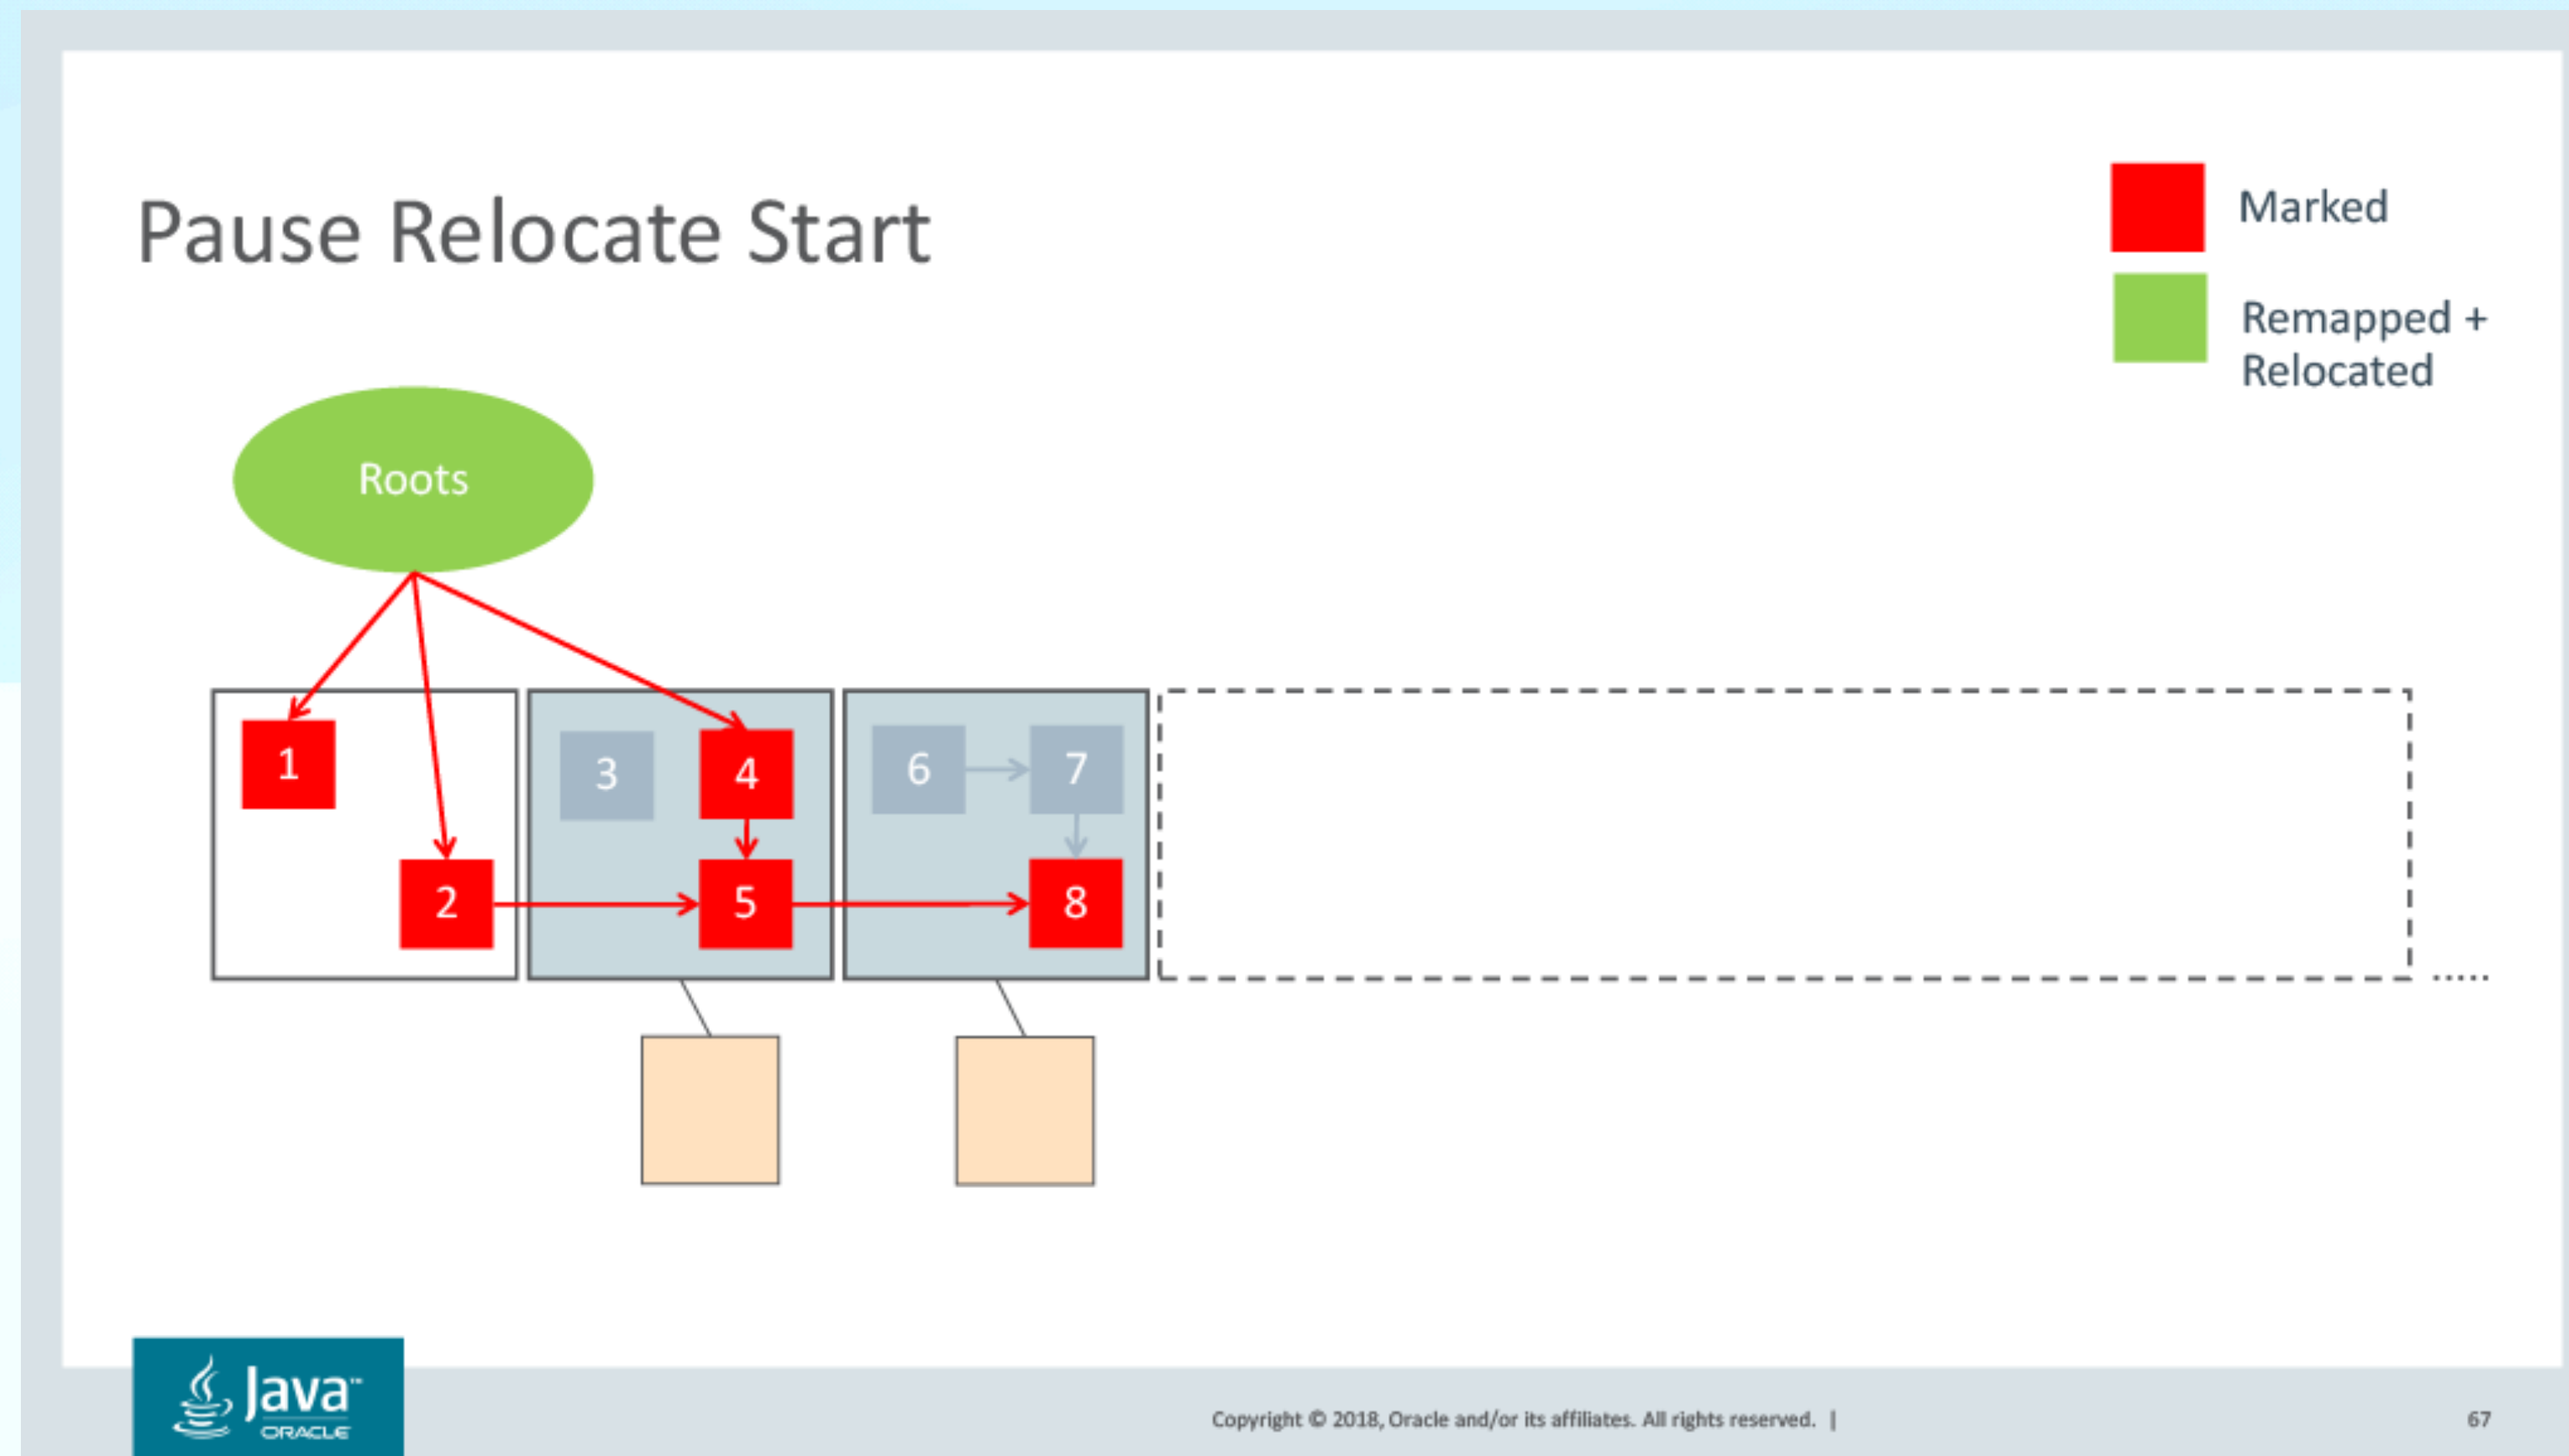 Pause Relocate Start
Marked
Remapped +
Relocated
Roots
1
3
4
6
7
2
5
8
.....
Java™
ORACLE
Copyright © 2018, Oracle and/or its affiliates. All rights reserved. |
67